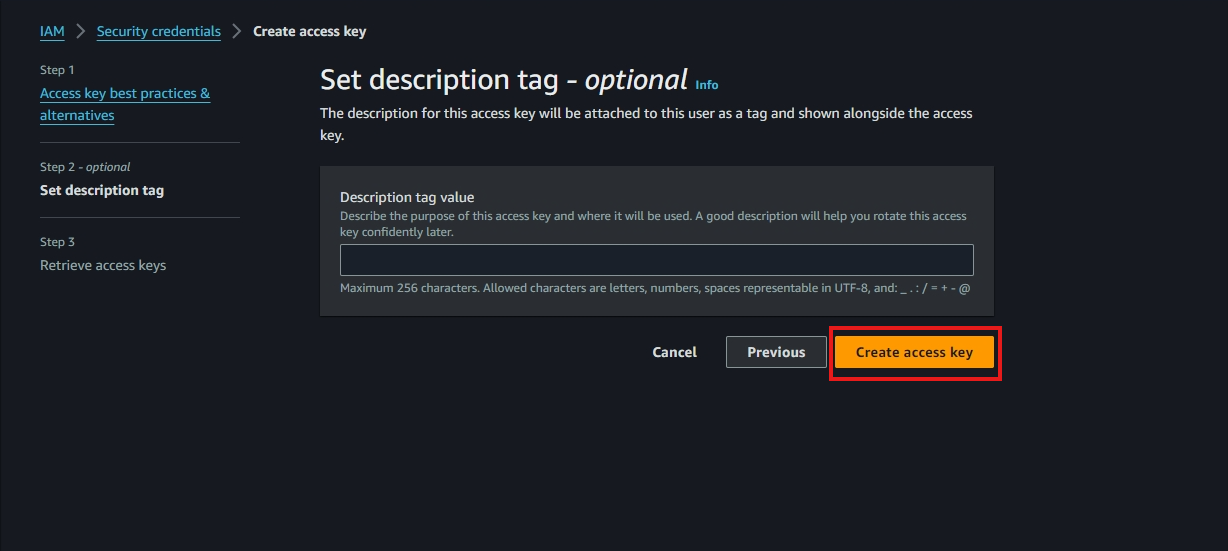 IAM > Security credentials > Create access key
Step 1
Access key best practices &
alternatives
Step 2 - optional
Set description tag
Step 3
Retrieve access keys
Set description tag - optional Info
The description for this access key will be attached to this user as a tag and shown alongside the access
key.
Description tag value
Describe the purpose of this access key and where it will be used. A good description will help you rotate this access
key confidently later.
Maximum 256 characters. Allowed characters are letters, numbers, spaces representable in UTF-8, and: _ . : / = + - @
Cancel Previous Create access key